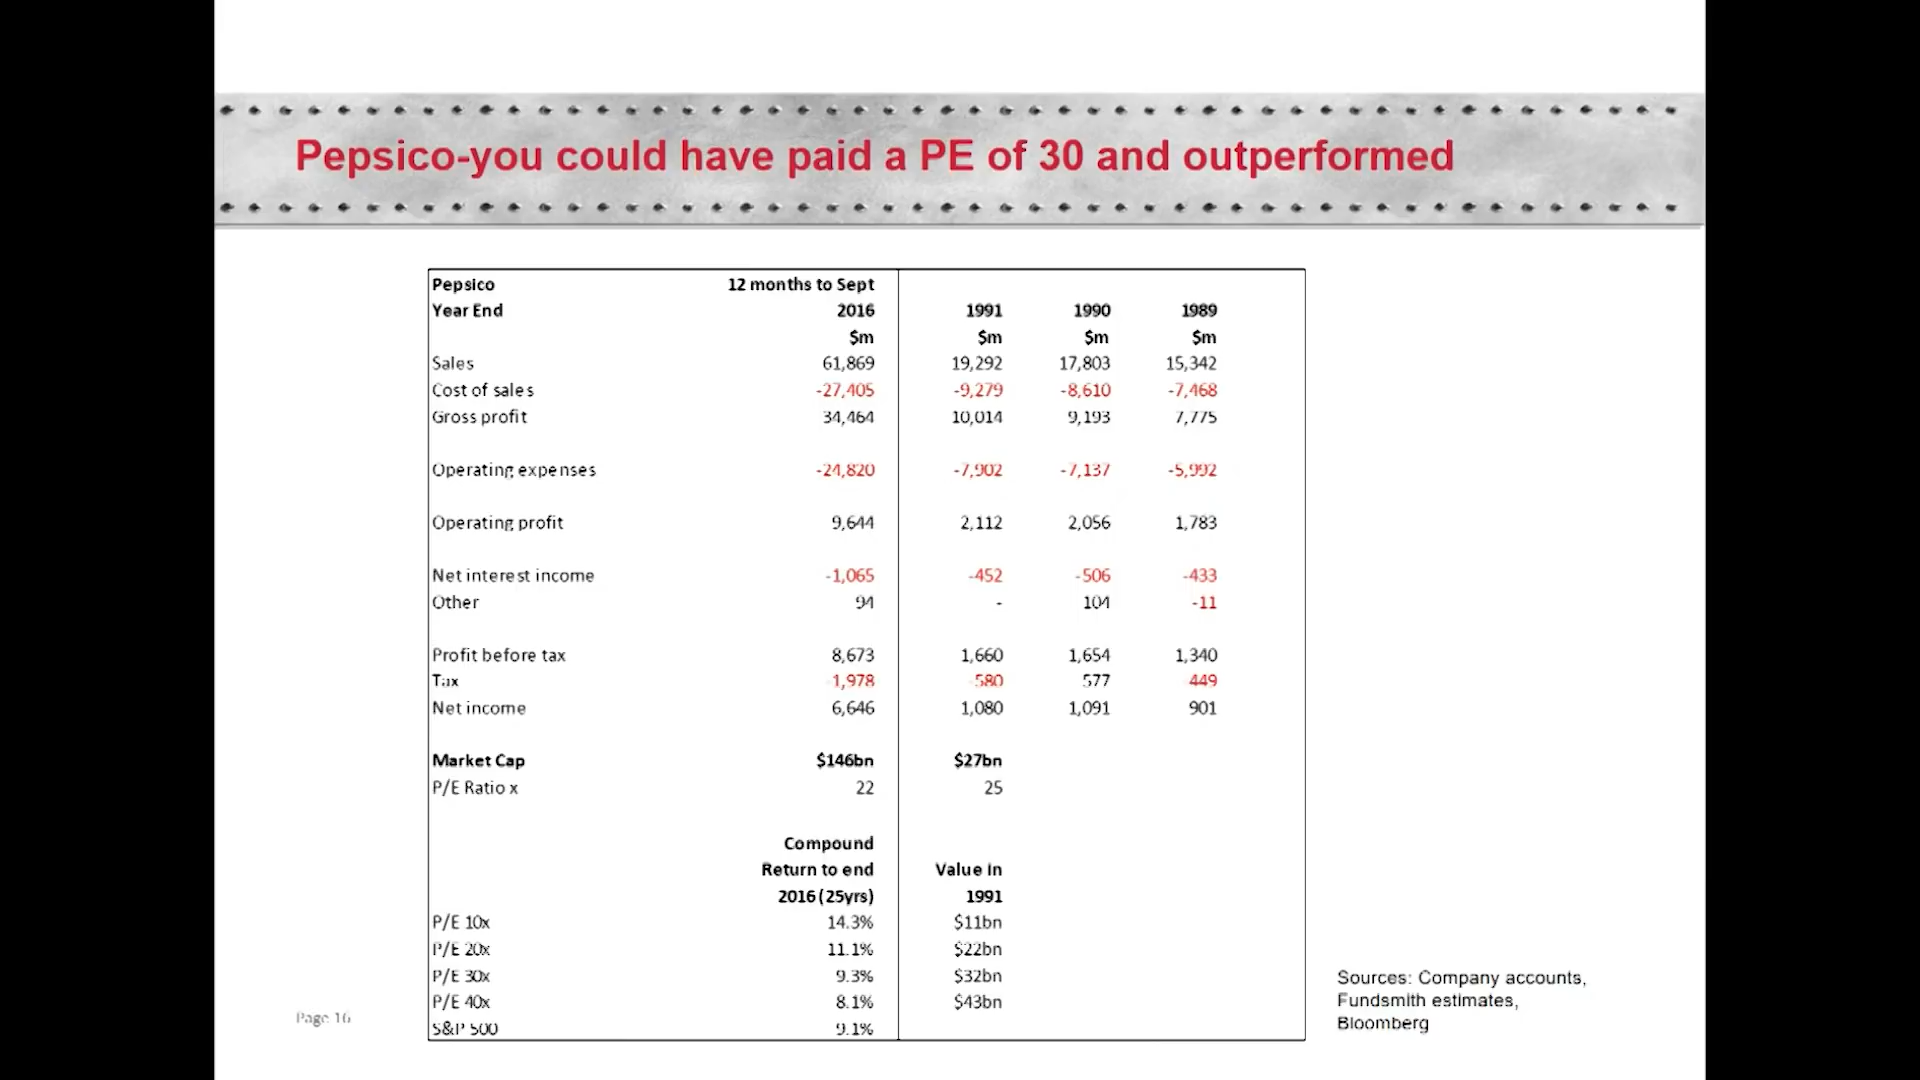 Pepsico-you could have paid a PE of 30 and outperformed
Pepsico 12 months to Sept
Year End 2016 1991 1990 1989
$m $m $m $m
Sales 61,869 19,292 17,803 15,342
Cost of sales -27,405 -9,279 -8,610 -7,468
Gross profit 34,464 10,014 9,193 7,775
Operating expenses -24,820 -7,902 -7,137 -5,992
Operating profit 9,644 2,112 2,056 1,783
Net interest income -1,065 -452 -506 -433
Other 94 - 104 -11
Profit before tax 8,673 1,660 1,654 1,340
Tax 1,978 580 577 449
Net income 6,646 1,080 1,091 901
Market Cap $146bn $27bn
P/E Ratio x 22 25
Compound
Return to end Value in
2016 (25yrs) 1991
P/E 10x 14.3% $11bn
P/E 20x 11.1% $22bn
P/E 30x 9.3% $32bn
P/E 40x 8.1% $43bn
S&P 500 9.1%
Sources: Company accounts,
Fundsmith estimates,
Bloomberg
Page 16